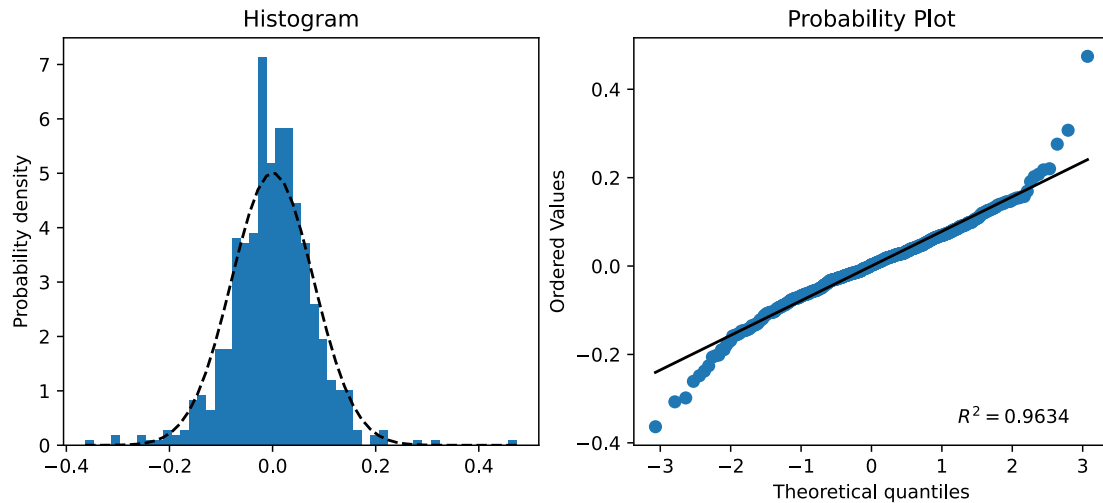 Histogram
Probability density
7
6
5
4
3
2
1
0
−0.4 −0.2 0.0 0.2 0.4
Probability Plot
Ordered Values
0.4
0.2
0.0
−0.2
−0.4
R² = 0.9634
−3 −2 −1 0 1 2 3
Theoretical quantiles